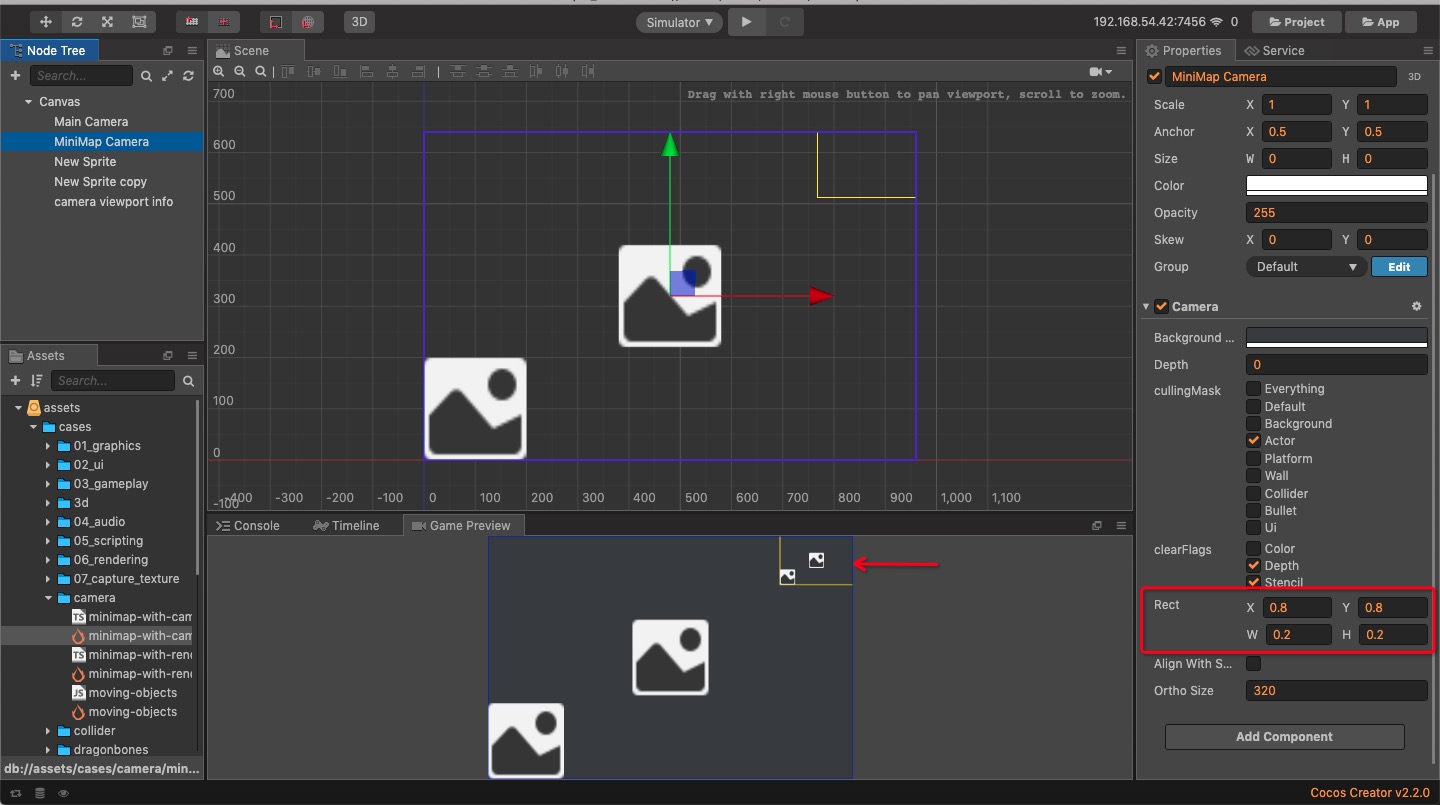 3D
Simulator
192.168.54.42:7456
0
Project
App
Node Tree
Search...
Canvas
Main Camera
MiniMap Camera
New Sprite
New Sprite copy
camera viewport info
Assets
Search...
assets
cases
01_graphics
02_ui
03_gameplay
3d
04_audio
05_scripting
06_rendering
07_capture_texture
camera
TS minimap-with-cam
minimap-with-cam
TS minimap-with-rend
minimap-with-rend
JS moving-objects
moving-objects
collider
dragonbones
db://assets/cases/camera/min...
Scene
Drag with right mouse button to pan viewport, scroll to zoom.
700
600
500
400
300
200
100
0
-100
-400 -300 -200 -100 0 100 200 300 400 500 600 700 800 900 1,000 1,100
Console
Timeline
Game Preview
Properties
Service
MiniMap Camera
3D
Scale X 1 Y 1
Anchor X 0.5 Y 0.5
Size W 0 H 0
Color
Opacity 255
Skew X 0 Y 0
Group Default Edit
Camera
Background ...
Depth 0
cullingMask Everything
Default
Background
Actor
Platform
Wall
Collider
Bullet
Ui
clearFlags Color
Depth
Stencil
Rect X 0.8 Y 0.8
W 0.2 H 0.2
Align With S...
Ortho Size 320
Add Component
Cocos Creator v2.2.0